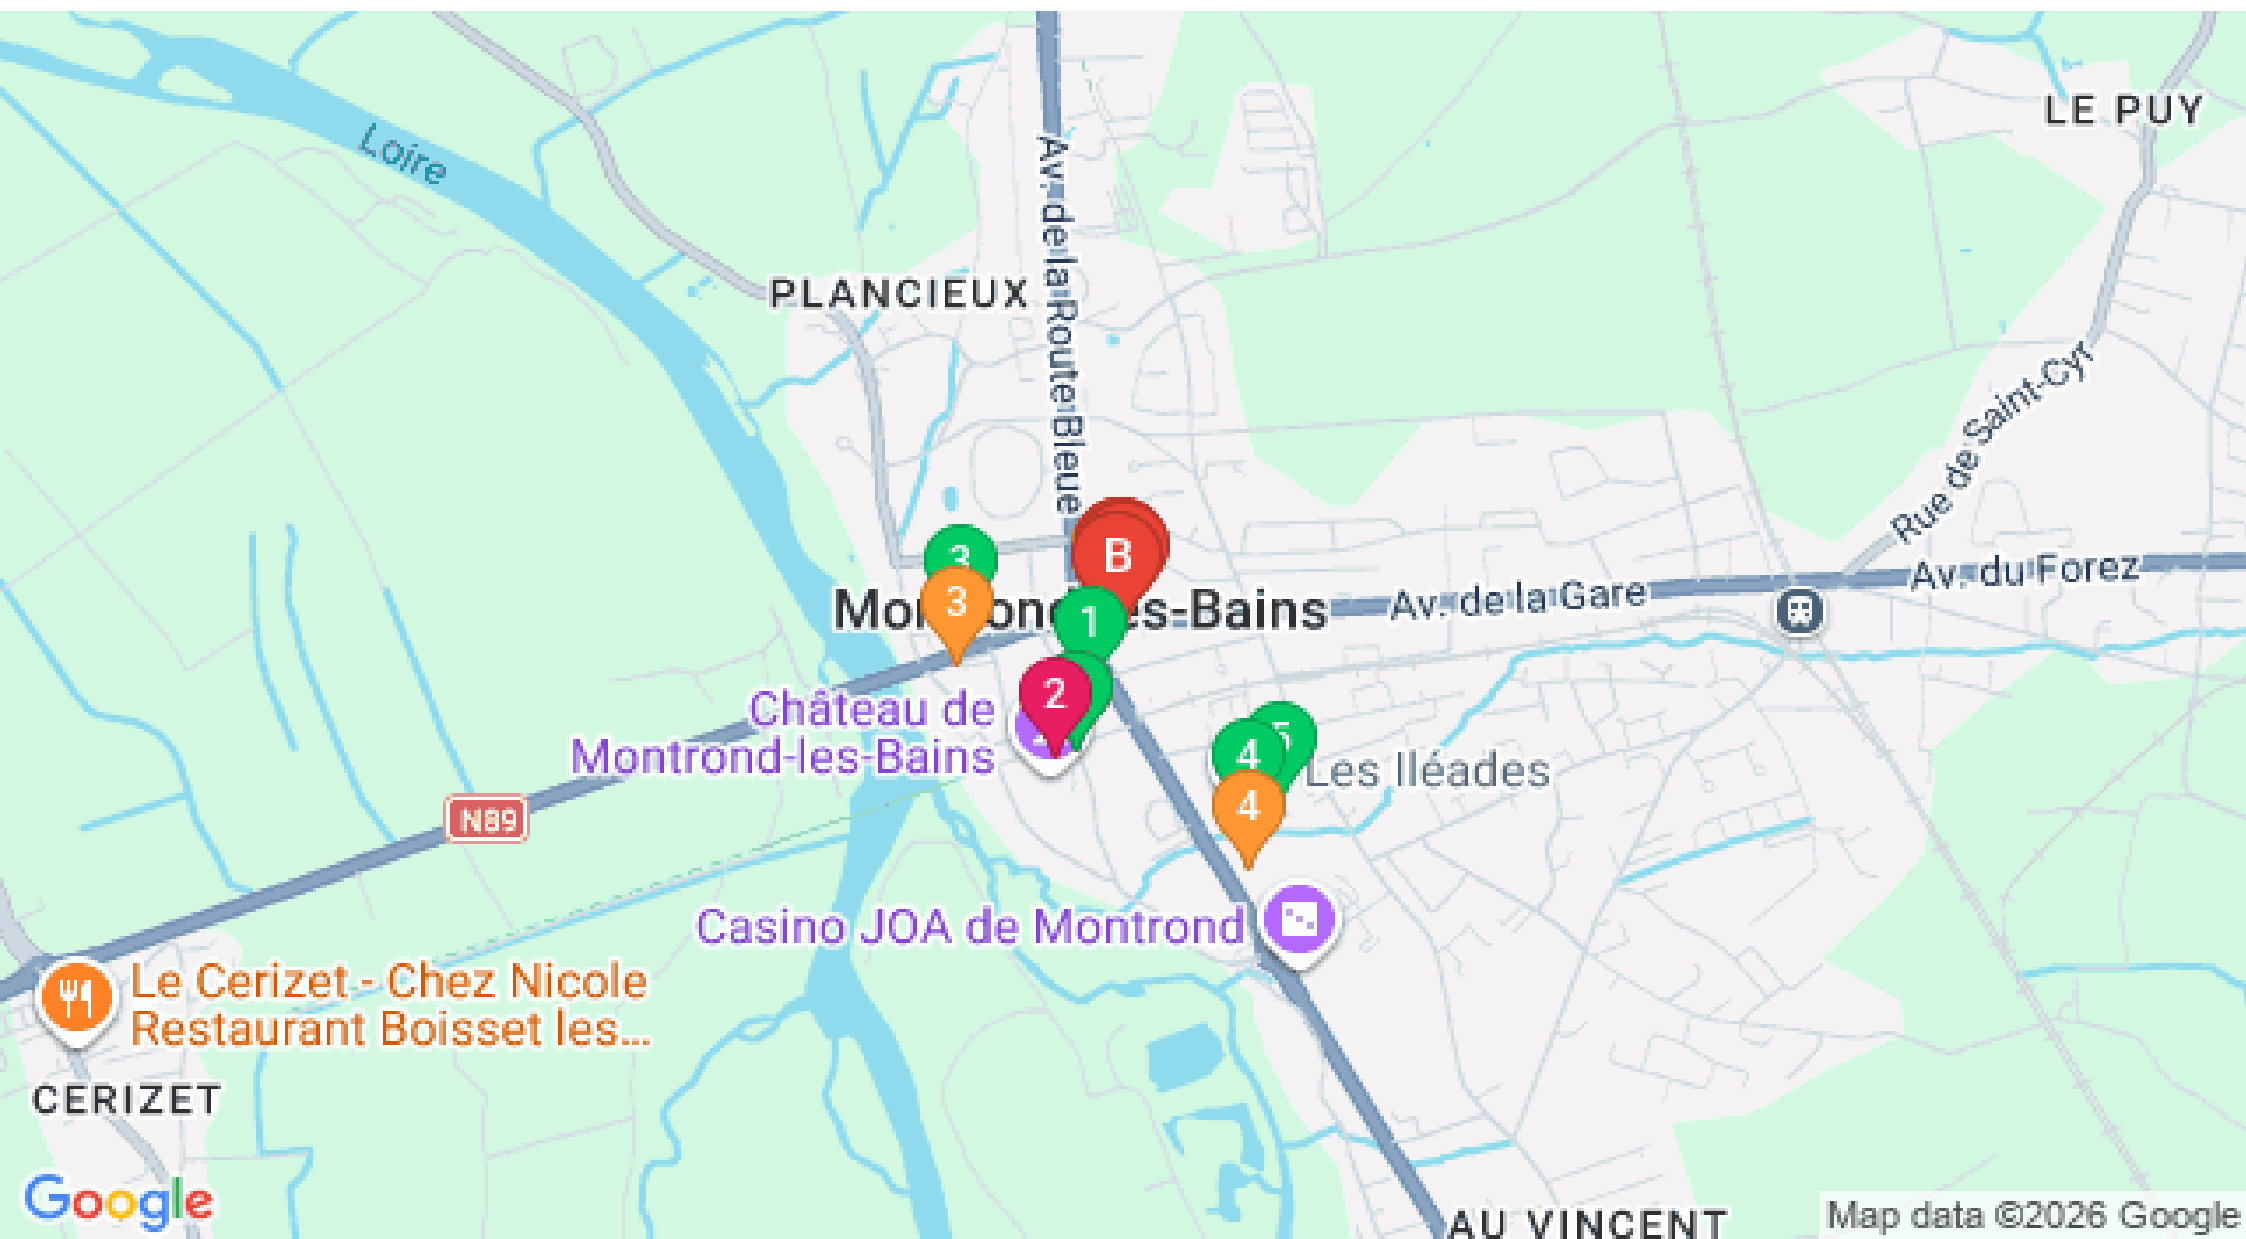 Loire
LE PUY
Av. de la Route Bleue
PLANCIEUX
Rue de Saint-Cyr
B
3
3
1
Av. de la Gare
Av. du Forez
2
Château de
Montrond-les-Bains
5
4
Les Iléades
4
N89
Casino JOA de Montrond
Le Cerizet - Chez Nicole
Restaurant Boisset les...
CERIZET
Google
AU VINCENT
Map data ©2026 Google